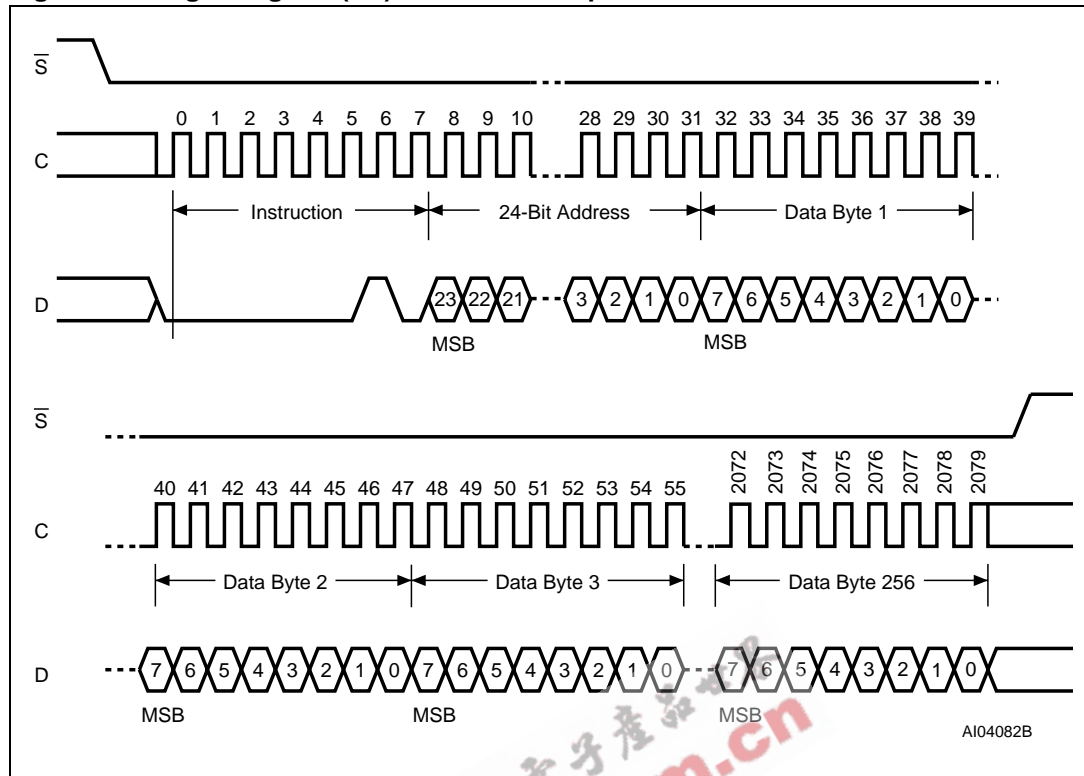 S
0 1 2 3 4 5 6 7 8 9 10 28 29 30 31 32 33 34 35 36 37 38 39
C
Instruction 24-Bit Address Data Byte 1
D 23 22 21 3 2 1 0 7 6 5 4 3 2 1 0
MSB MSB
S
40 41 42 43 44 45 46 47 48 49 50 51 52 53 54 55 2072 2073 2074 2075 2076 2077 2078 2079
C
Data Byte 2 Data Byte 3 Data Byte 256
D 7 6 5 4 3 2 1 0 7 6 5 4 3 2 1 0 7 6 5 4 3 2 1 0
MSB MSB MSB
AI04082B